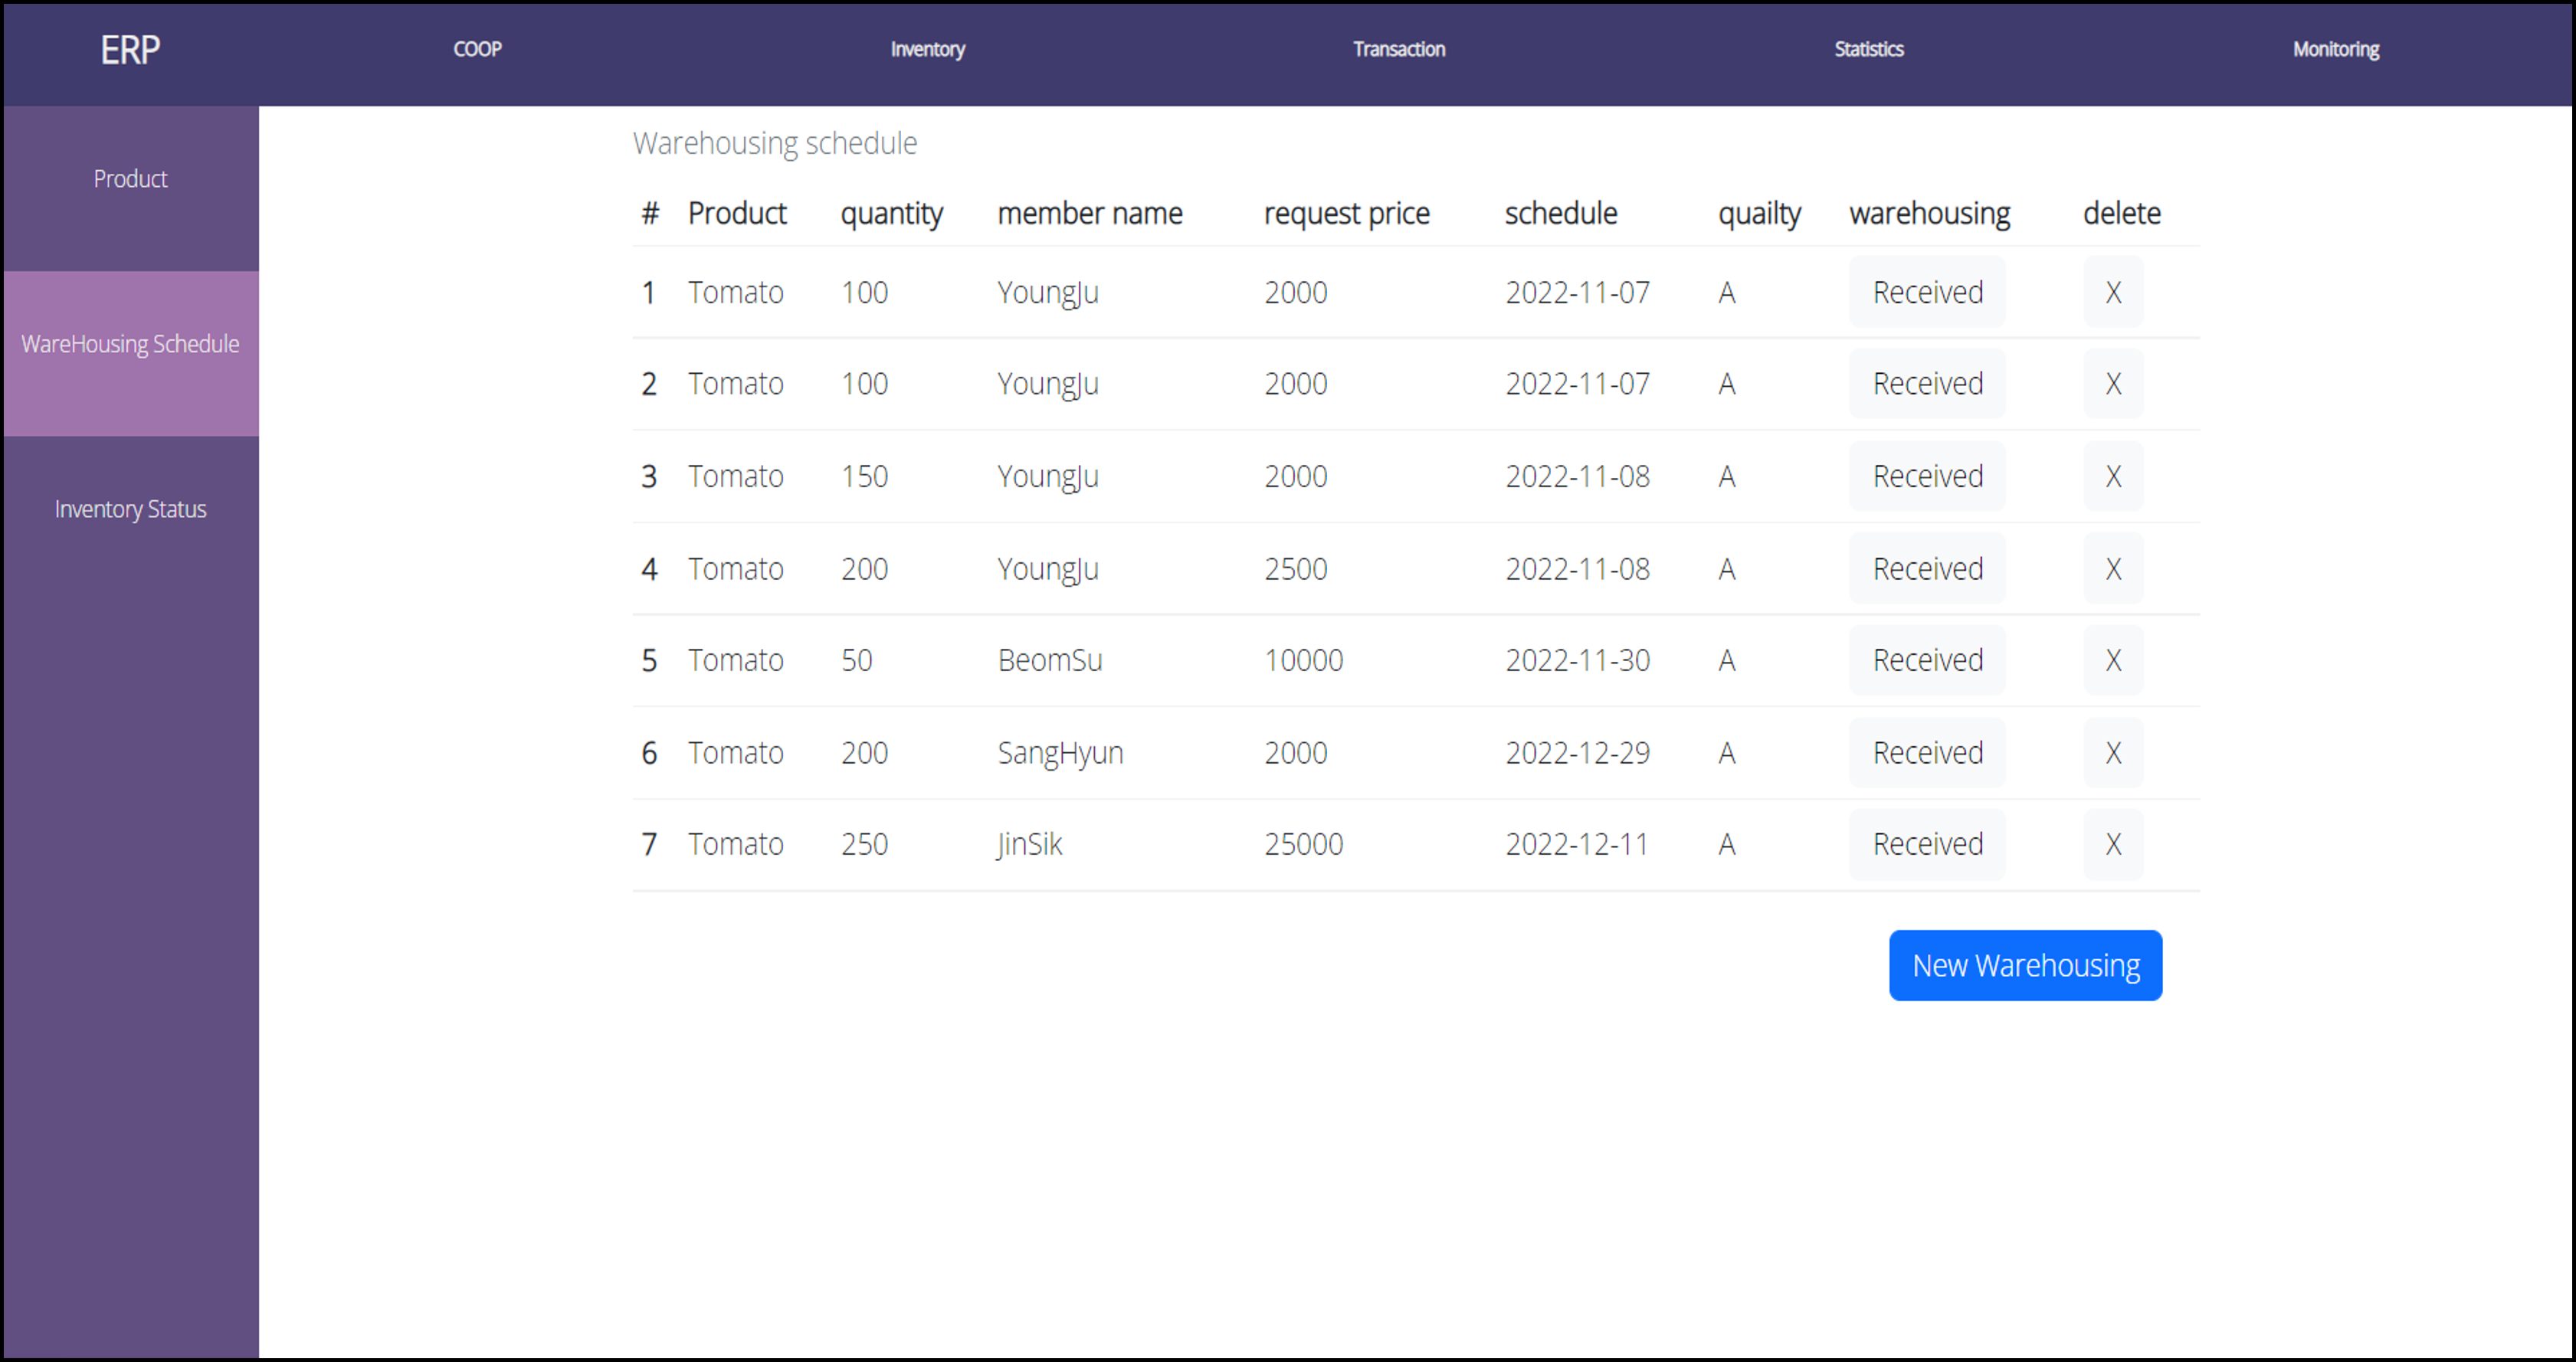 ERP COOP Inventory Transaction Statistics Monitoring
Product
WareHousing Schedule
Inventory Status
Warehousing schedule
# Product quantity member name request price schedule quailty warehousing delete
1 Tomato 100 YoungJu 2000 2022-11-07 A Received X
2 Tomato 100 YoungJu 2000 2022-11-07 A Received X
3 Tomato 150 YoungJu 2000 2022-11-08 A Received X
4 Tomato 200 YoungJu 2500 2022-11-08 A Received X
5 Tomato 50 BeomSu 10000 2022-11-30 A Received X
6 Tomato 200 SangHyun 2000 2022-12-29 A Received X
7 Tomato 250 JinSik 25000 2022-12-11 A Received X
New Warehousing